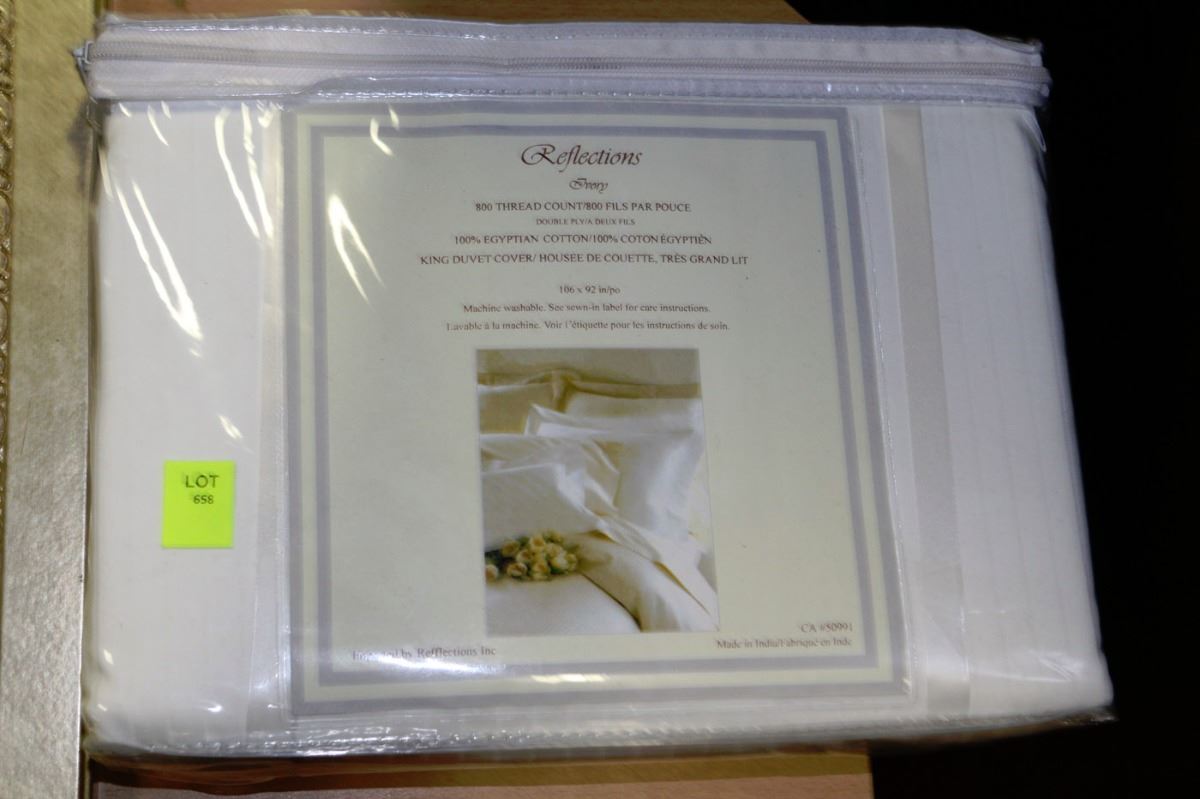 Reflections
Ivory
800 THREAD COUNT/800 FILS PAR POUCE
DOUBLE PLY/A DEUX FILS
100% EGYPTIAN COTTON/100% COTON ÉGYPTIÈN
KING DUVET COVER/ HOUSEE DE COUETTE, TRÈS GRAND LIT
106 x 92 in/po
Machine washable. See sewn-in label for care instructions.
Lavable à la machine. Voir l'étiquette pour les instructions de soin.
LOT
658
CA #50991
Made in India/Fabriqué en Inde
by Refflections Inc